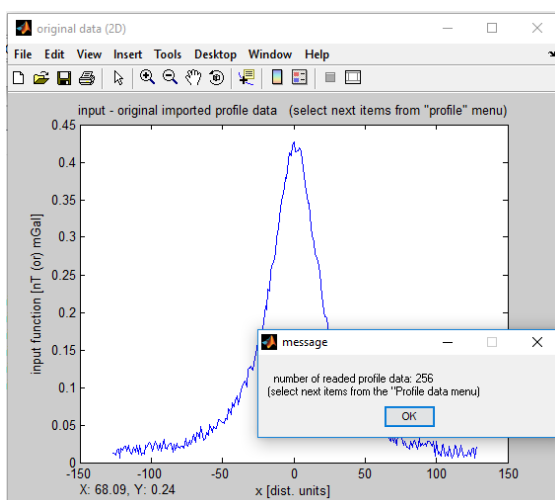 original data (2D)
File Edit View Insert Tools Desktop Window Help
input - original imported profile data (select next items from "profile" menu)
0.45
0.4
0.35
0.3
0.25
0.2
0.15
0.1
0.05
0
input function [nT (or) mGal]
message
number of readed profile data: 256
(select next items from the "Profile data menu)
OK
-150 -100 -50 0 50 100 150
X: 68.09, Y: 0.24
x [dist. units]